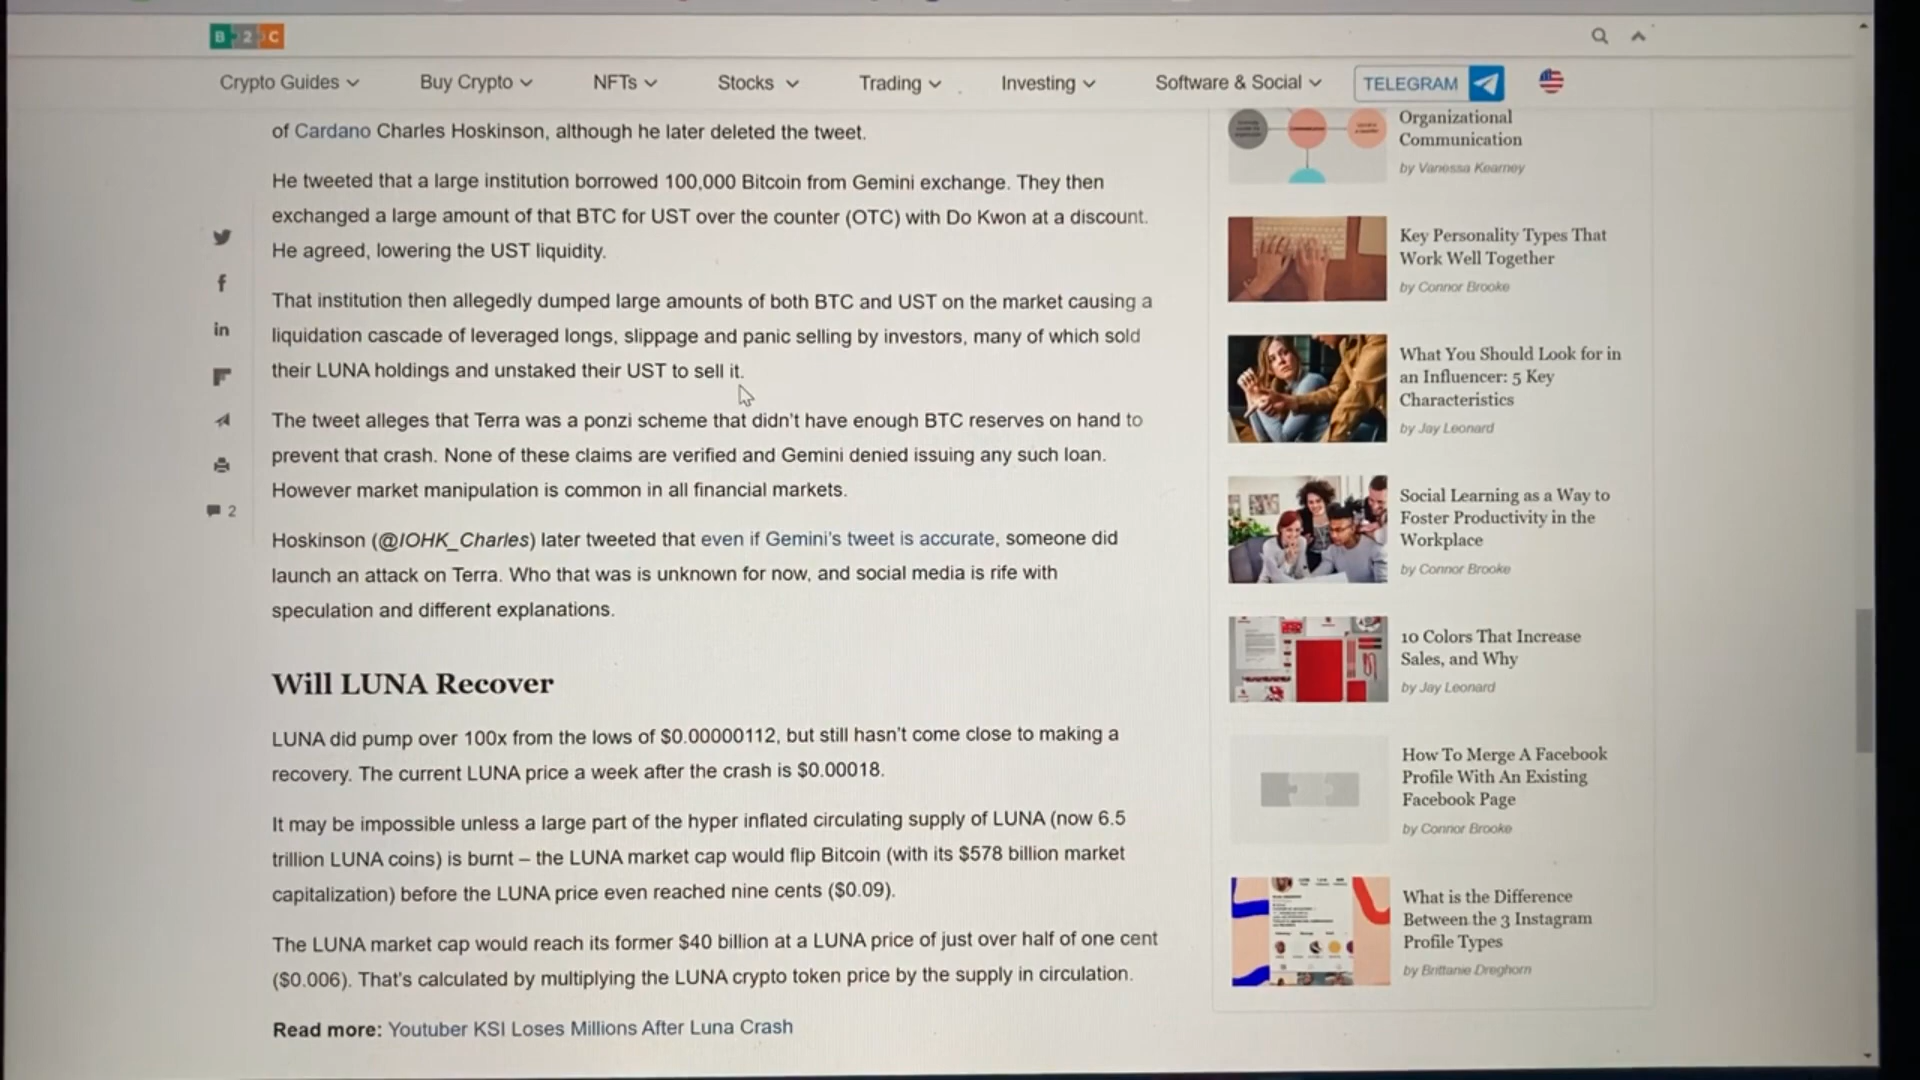 B 2 C
Crypto Guides
Buy Crypto
NFTs
Stocks
Trading
Investing
Software & Social
TELEGRAM
of Cardano Charles Hoskinson, although he later deleted the tweet.
He tweeted that a large institution borrowed 100,000 Bitcoin from Gemini exchange. They then
exchanged a large amount of that BTC for UST over the counter (OTC) with Do Kwon at a discount.
He agreed, lowering the UST liquidity.
That institution then allegedly dumped large amounts of both BTC and UST on the market causing a
liquidation cascade of leveraged longs, slippage and panic selling by investors, many of which sold
their LUNA holdings and unstaked their UST to sell it.
The tweet alleges that Terra was a ponzi scheme that didn't have enough BTC reserves on hand to
prevent that crash. None of these claims are verified and Gemini denied issuing any such loan.
However market manipulation is common in all financial markets.
2
Hoskinson (@IOHK_Charles) later tweeted that even if Gemini's tweet is accurate, someone did
launch an attack on Terra. Who that was is unknown for now, and social media is rife with
speculation and different explanations.
Will LUNA Recover
LUNA did pump over 100x from the lows of $0.00000112, but still hasn't come close to making a
recovery. The current LUNA price a week after the crash is $0.00018.
It may be impossible unless a large part of the hyper inflated circulating supply of LUNA (now 6.5
trillion LUNA coins) is burnt – the LUNA market cap would flip Bitcoin (with its $578 billion market
capitalization) before the LUNA price even reached nine cents ($0.09).
The LUNA market cap would reach its former $40 billion at a LUNA price of just over half of one cent
($0.006). That's calculated by multiplying the LUNA crypto token price by the supply in circulation.
Read more: Youtuber KSI Loses Millions After Luna Crash
Organizational
Communication
by Vanessa Kearney
Key Personality Types That
Work Well Together
by Connor Brooke
What You Should Look for in
an Influencer: 5 Key
Characteristics
by Jay Leonard
Social Learning as a Way to
Foster Productivity in the
Workplace
by Connor Brooke
10 Colors That Increase
Sales, and Why
by Jay Leonard
How To Merge A Facebook
Profile With An Existing
Facebook Page
by Connor Brooke
What is the Difference
Between the 3 Instagram
Profile Types
by Brittanie Dreghorn